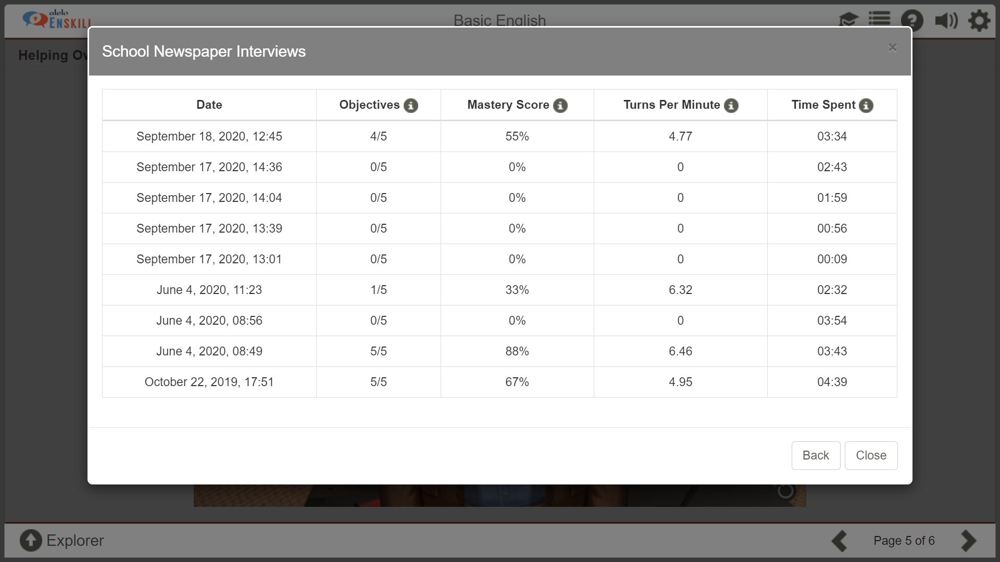 alelo
ENSKILL
Basic English
Helping
School Newspaper Interviews
×
Date Objectives Mastery Score Turns Per Minute Time Spent
September 18, 2020, 12:45 4/5 55% 4.77 03:34
September 17, 2020, 14:36 0/5 0% 0 02:43
September 17, 2020, 14:04 0/5 0% 0 01:59
September 17, 2020, 13:39 0/5 0% 0 00:56
September 17, 2020, 13:01 0/5 0% 0 00:09
June 4, 2020, 11:23 1/5 33% 6.32 02:32
June 4, 2020, 08:56 0/5 0% 0 03:54
June 4, 2020, 08:49 5/5 88% 6.46 03:43
October 22, 2019, 17:51 5/5 67% 4.95 04:39
Back Close
Explorer
Page 5 of 6